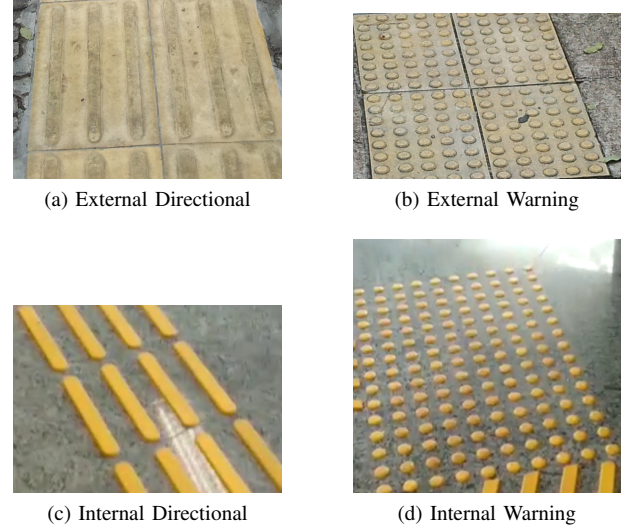 (a) External Directional
(b) External Warning
(c) Internal Directional
(d) Internal Warning